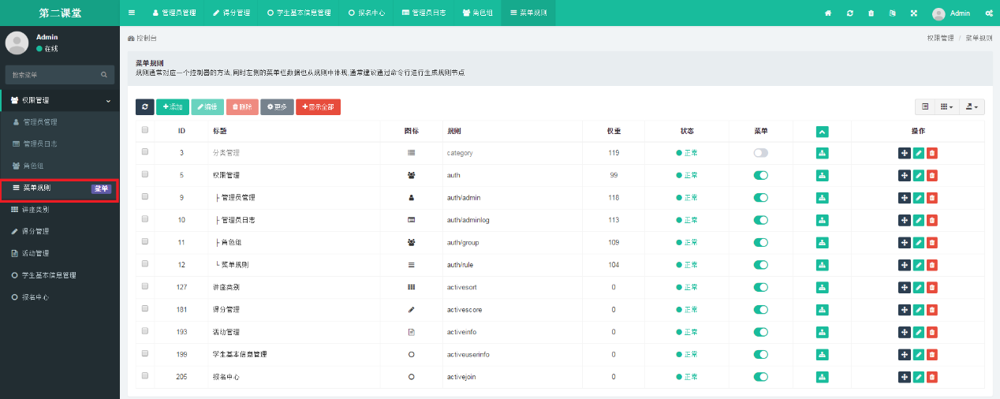 第二课堂
管理员管理 得分管理 学生基本信息管理 报名中心 管理员日志 角色组 菜单规则 Admin
Admin
在线
搜索菜单
权限管理
管理员管理
管理员日志
角色组
菜单规则 菜单
讲座类别
得分管理
活动管理
学生基本信息管理
报名中心
控制台
权限管理 / 菜单规则
菜单规则
规则通常对应一个控制器的方法,同时左侧的菜单栏数据也从规则中体现,通常建议通过命令行进行生成规则节点
添加 编辑 删除 更多 显示全部
ID 标题 图标 规则 权重 状态 菜单 操作
3 分类管理 category 119 正常
5 权限管理 auth 99 正常
9 ├ 管理员管理 auth/admin 118 正常
10 ├ 管理员日志 auth/adminlog 113 正常
11 ├ 角色组 auth/group 109 正常
12 └ 菜单规则 auth/rule 104 正常
127 讲座类别 activesort 0 正常
181 得分管理 activescore 0 正常
193 活动管理 activeinfo 0 正常
199 学生基本信息管理 activeuserinfo 0 正常
205 报名中心 activejoin 0 正常